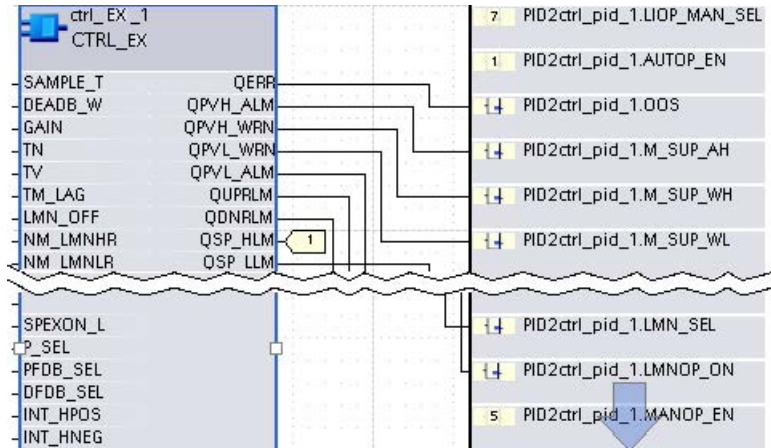 ctrl_EX_1
CTRL_EX
SAMPLE_T QERR
DEADB_W QPVH_ALM
GAIN QPVH_WRN
TN QPVL_WRN
TV QPVL_ALM
TM_LAG QUPRLM
LMN_OFF QDNRLM
NM_LMNHR QSP_HLM 1
NM_LMNLR QSP_LLM
SPEXON_L
P_SEL
PFDB_SEL
DFDB_SEL
INT_HPOS
INT_HNEG
7 PID2ctrl_pid_1.LIOP_MAN_SEL
1 PID2ctrl_pid_1.AUTOP_EN
PID2ctrl_pid_1.OOS
PID2ctrl_pid_1.M_SUP_AH
PID2ctrl_pid_1.M_SUP_WH
PID2ctrl_pid_1.M_SUP_WL
PID2ctrl_pid_1.LMN_SEL
PID2ctrl_pid_1.LMNOP_ON
5 PID2ctrl_pid_1.MANOP_EN